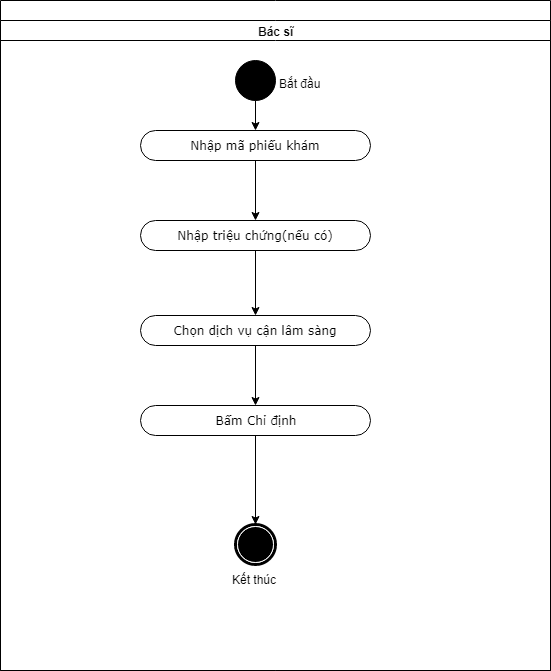 Bác sĩ
Bắt đầu
Nhập mã phiếu khám
Nhập triệu chứng(nếu có)
Chọn dịch vụ cận lâm sàng
Bấm Chỉ định
Kết thúc